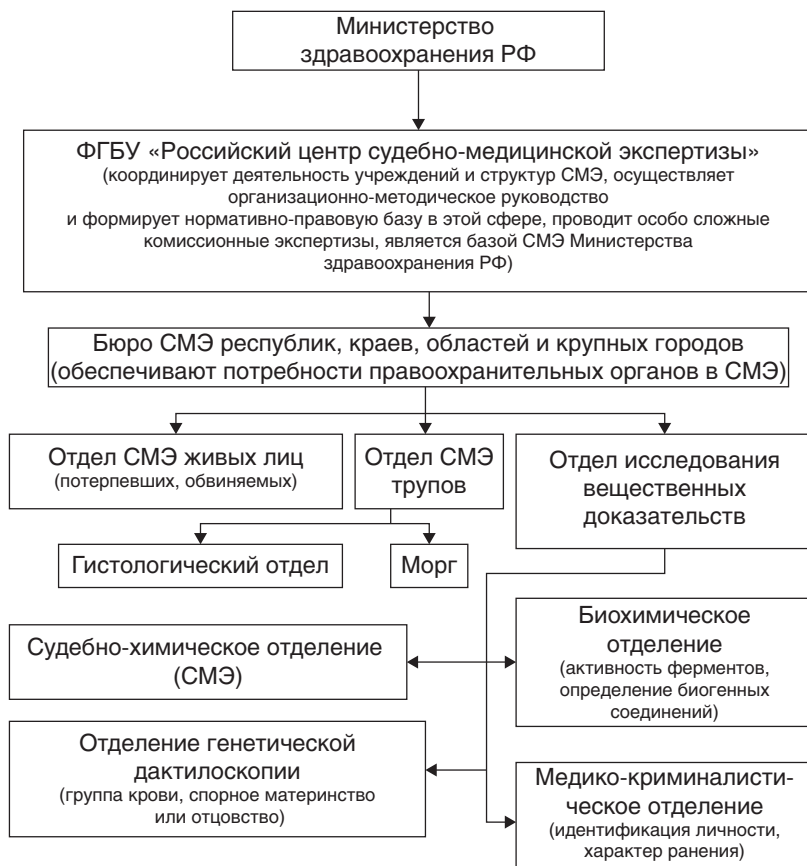 Министерство
здравоохранения РФ
ФГБУ «Российский центр судебно-медицинской экспертизы»
(координирует деятельность учреждений и структур СМЭ, осуществляет
организационно-методическое руководство
и формирует нормативно-правовую базу в этой сфере, проводит особо сложные
комиссионные экспертизы, является базой СМЭ Министерства
здравоохранения РФ)
Бюро СМЭ республик, краев, областей и крупных городов
(обеспечивают потребности правоохранительных органов в СМЭ)
Отдел СМЭ живых лиц
(потерпевших, обвиняемых)
Отдел СМЭ
трупов
Отдел исследования
вещественных
доказательств
Гистологический отдел
Морг
Судебно-химическое отделение
(СМЭ)
Биохимическое
отделение
(активность ферментов,
определение биогенных
соединений)
Отделение генетической
дактилоскопии
(группа крови, спорное материнство
или отцовство)
Медико-криминалисти-
ческое отделение
(идентификация личности,
характер ранения)